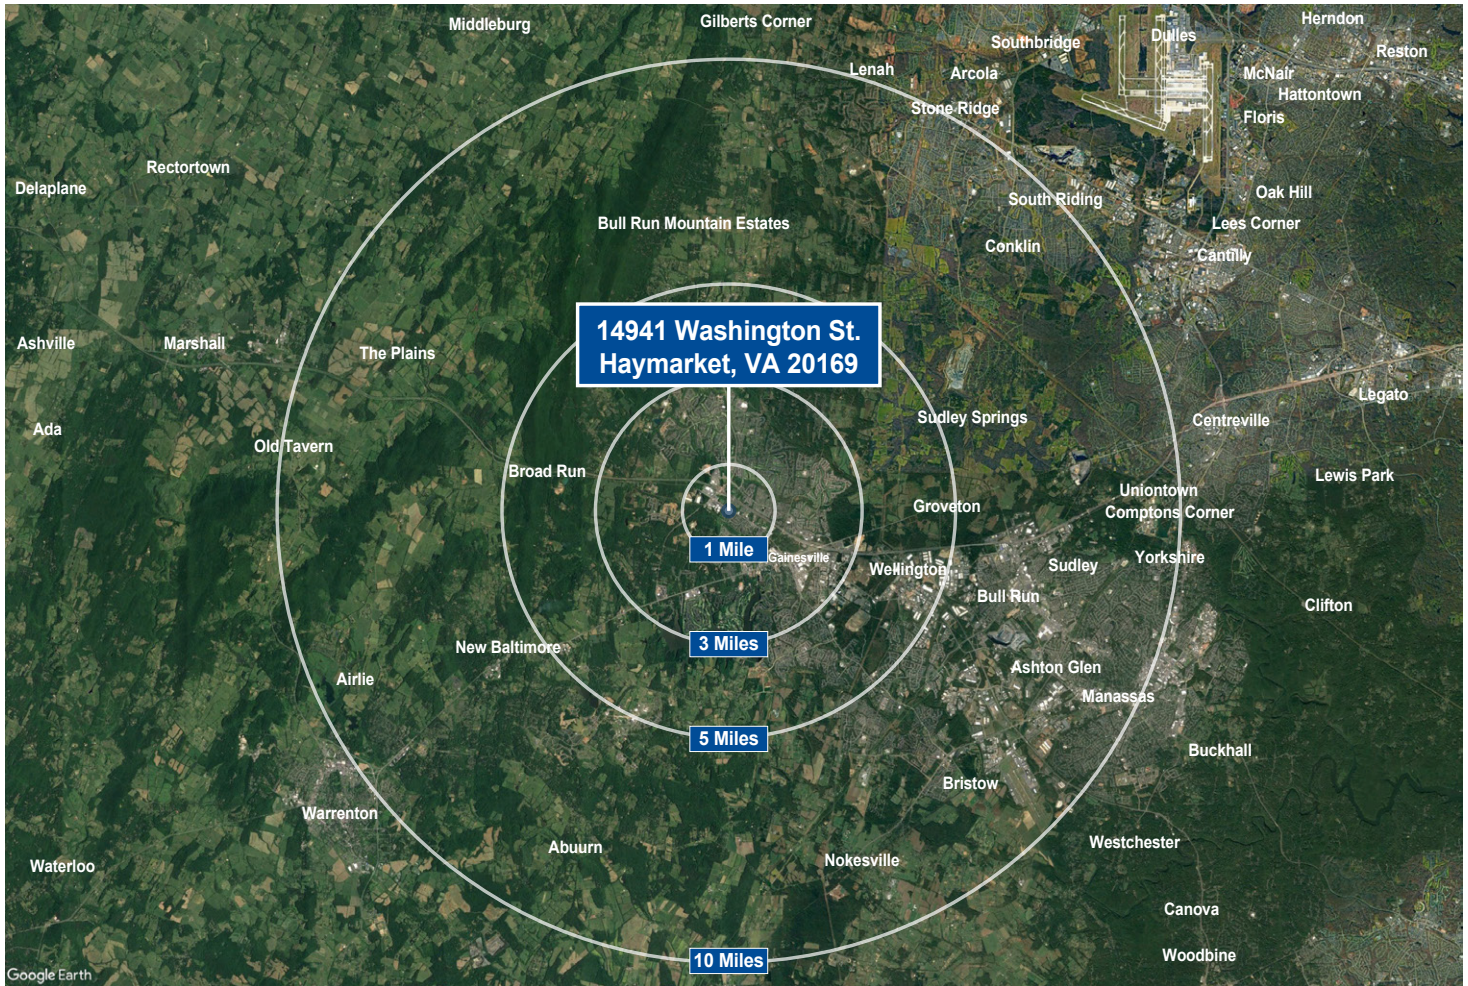 Middleburg
Gilberts Corner
Herndon
Southbridge
Dulles
Reston
Lenah
Arcola
McNair
Hattontown
Stone Ridge
Floris
Rectortown
Delaplane
Oak Hill
South Riding
Bull Run Mountain Estates
Lees Corner
Conklin
Cantilly
14941 Washington St.
Haymarket, VA 20169
Ashville
Marshall
The Plains
Legato
Sudley Springs
Centreville
Ada
Old Tavern
Broad Run
Lewis Park
Uniontown
Groveton
Comptons Corner
1 Mile
Gainesville
Yorkshire
Wellington
Sudley
Bull Run
Clifton
3 Miles
New Baltimore
Ashton Glen
Airlie
Manassas
5 Miles
Buckhall
Bristow
Warrenton
Westchester
Abuurn
Nokesville
Waterloo
Canova
Woodbine
10 Miles
Google Earth